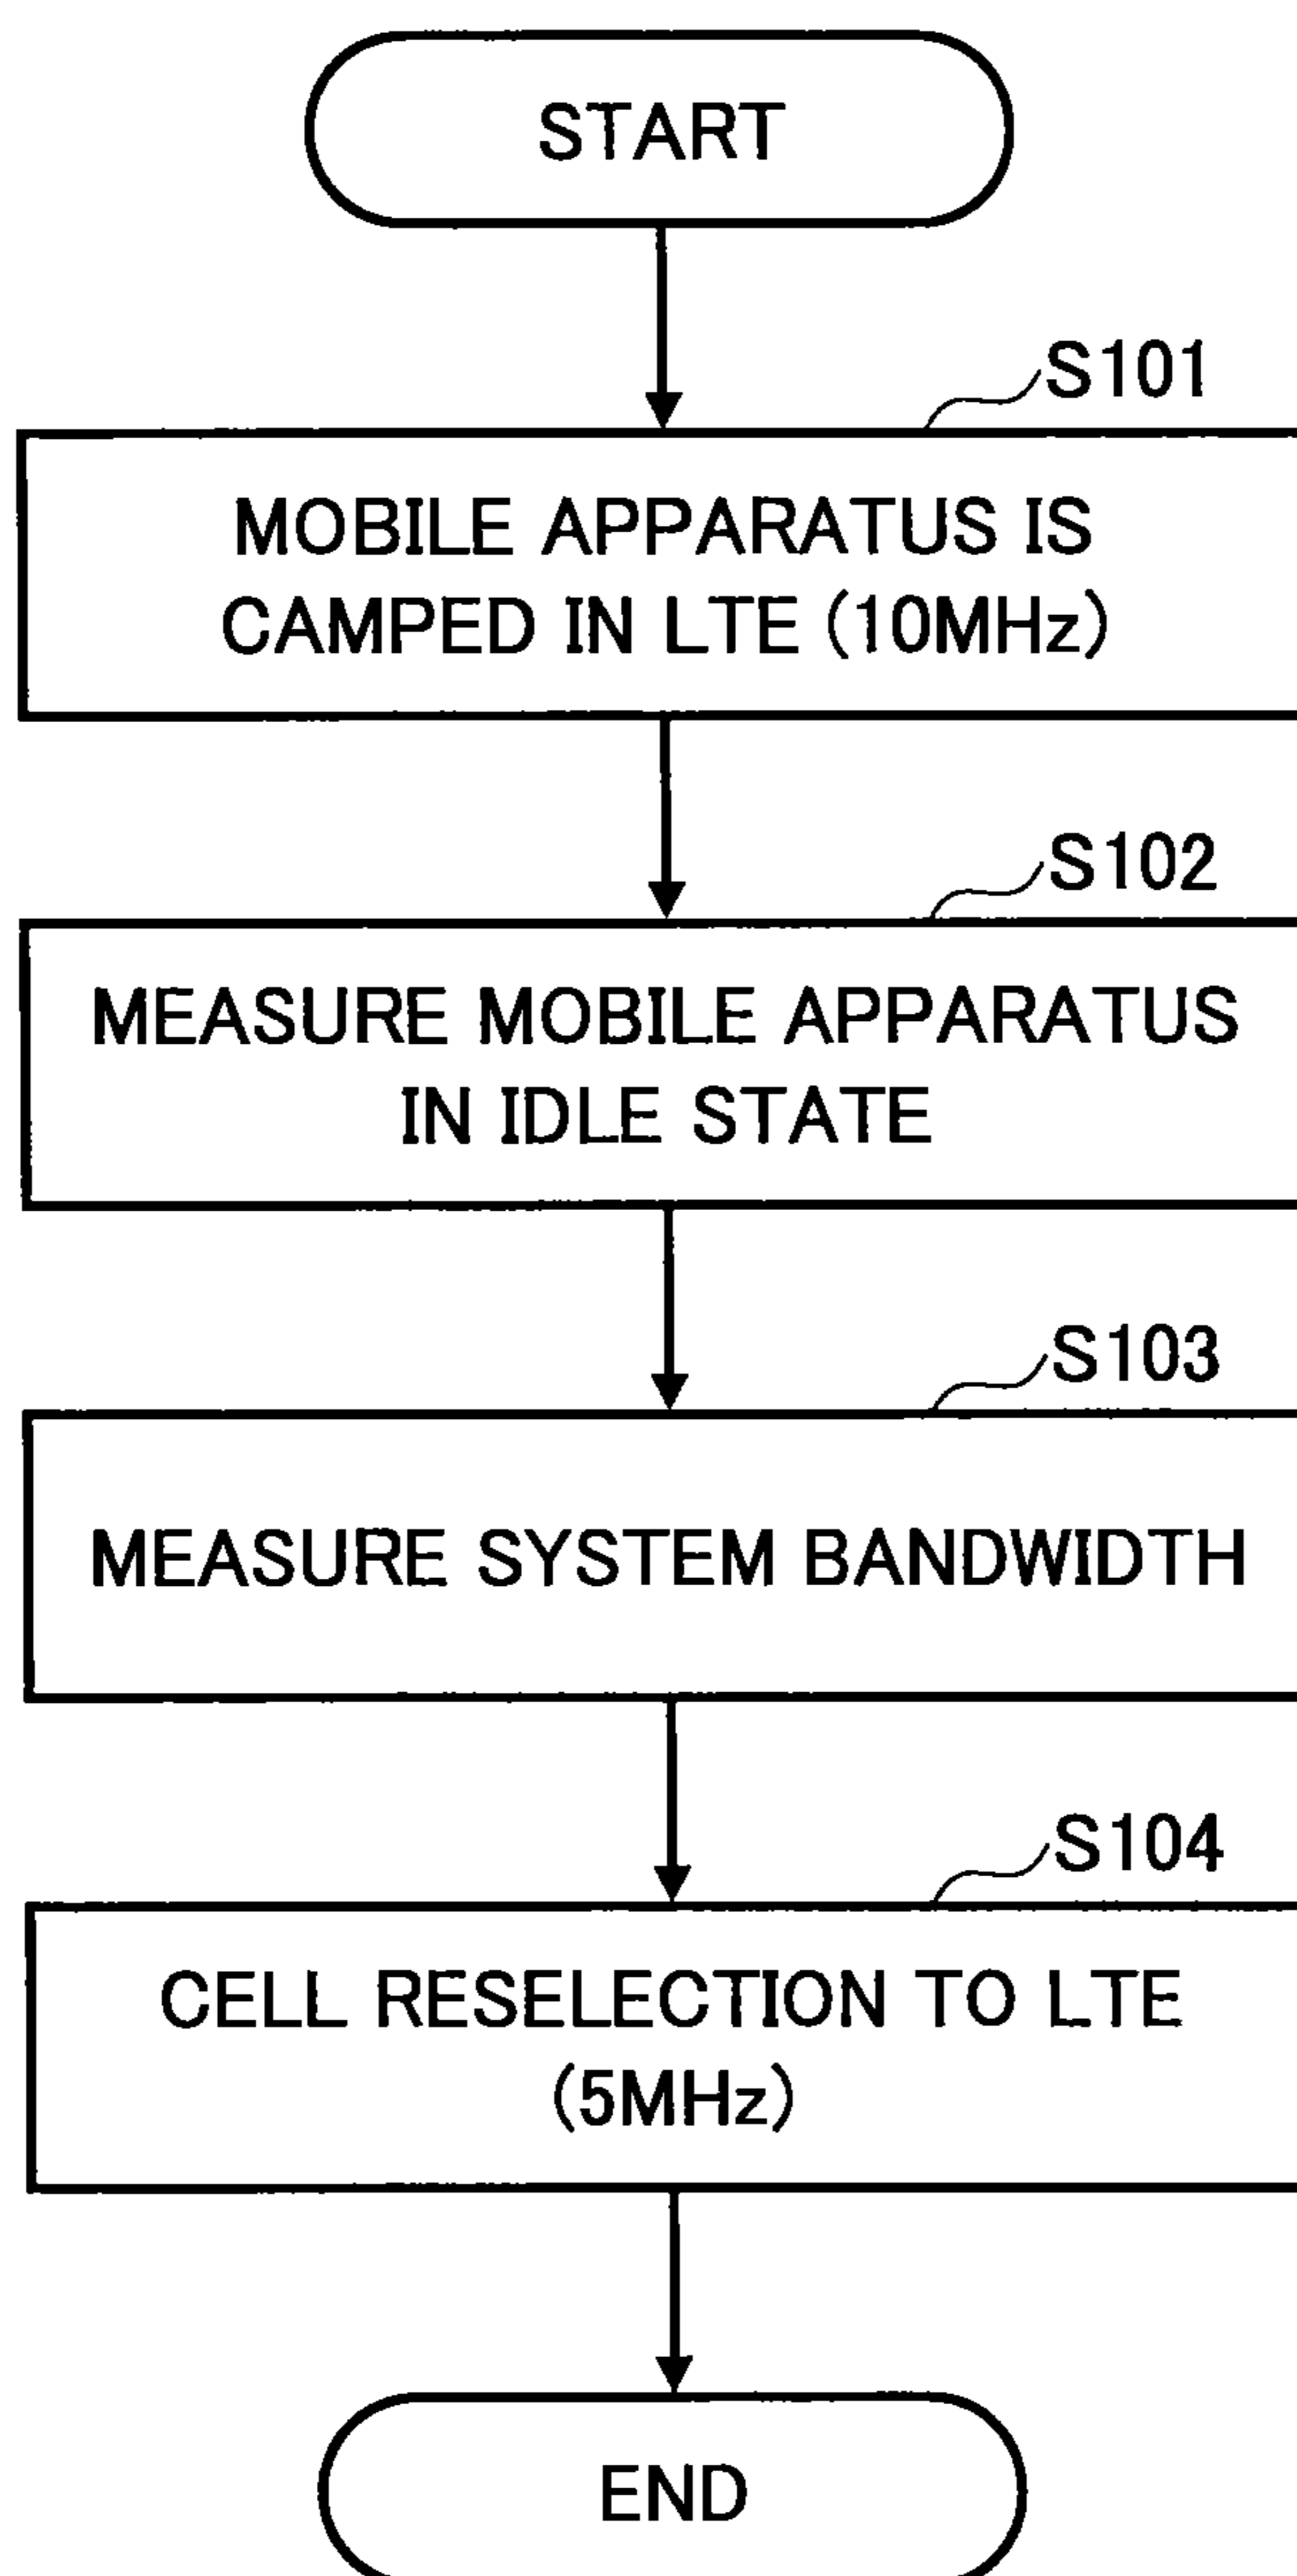 START
S101
MOBILE APPARATUS IS
CAMPED IN LTE (10MHz)
S102
MEASURE MOBILE APPARATUS
IN IDLE STATE
S103
MEASURE SYSTEM BANDWIDTH
S104
CELL RESELECTION TO LTE
(5MHz)
END